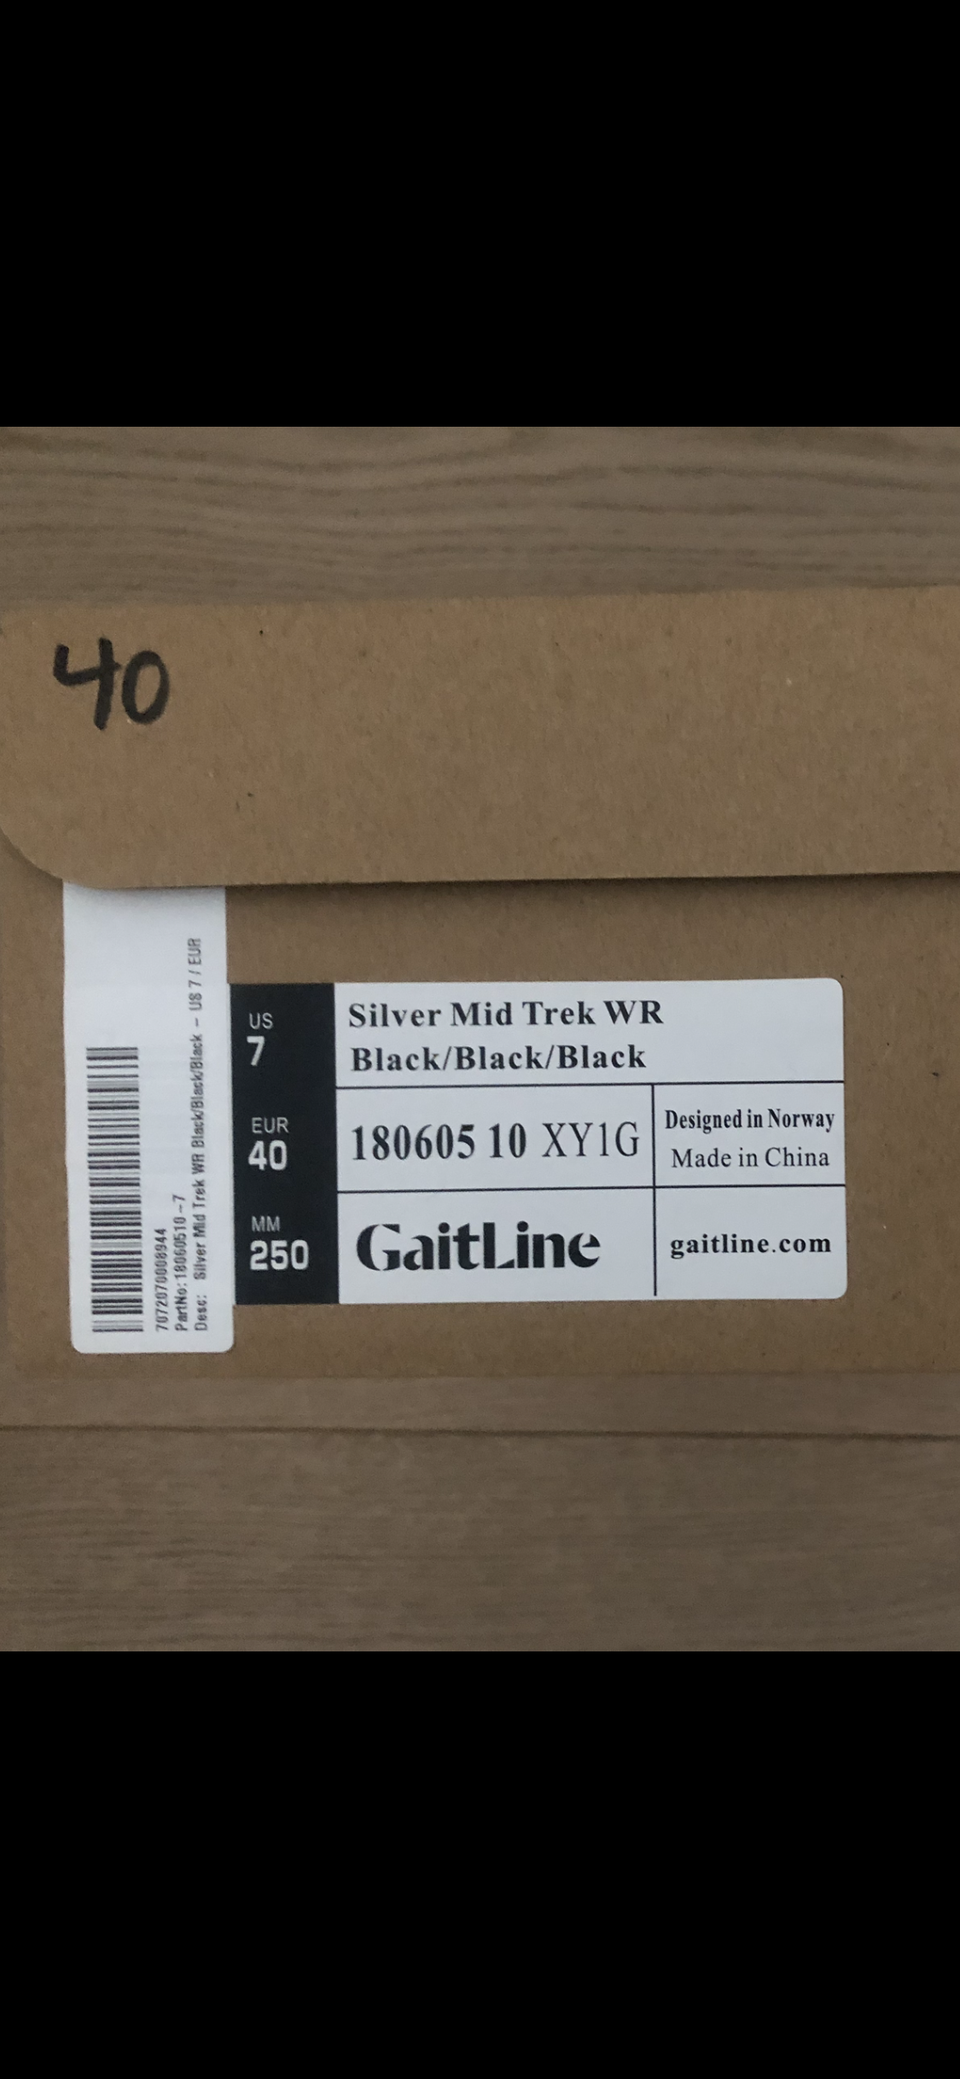 40
7072070008944
PartNo:18060510-7
Desc: Silver Mid Trek WR Black/Black/Black - US 7 / EUR
US
7
EUR
40
MM
250
Silver Mid Trek WR
Black/Black/Black
180605 10 XY1G
Designed in Norway
Made in China
GaitLine
gaitline.com